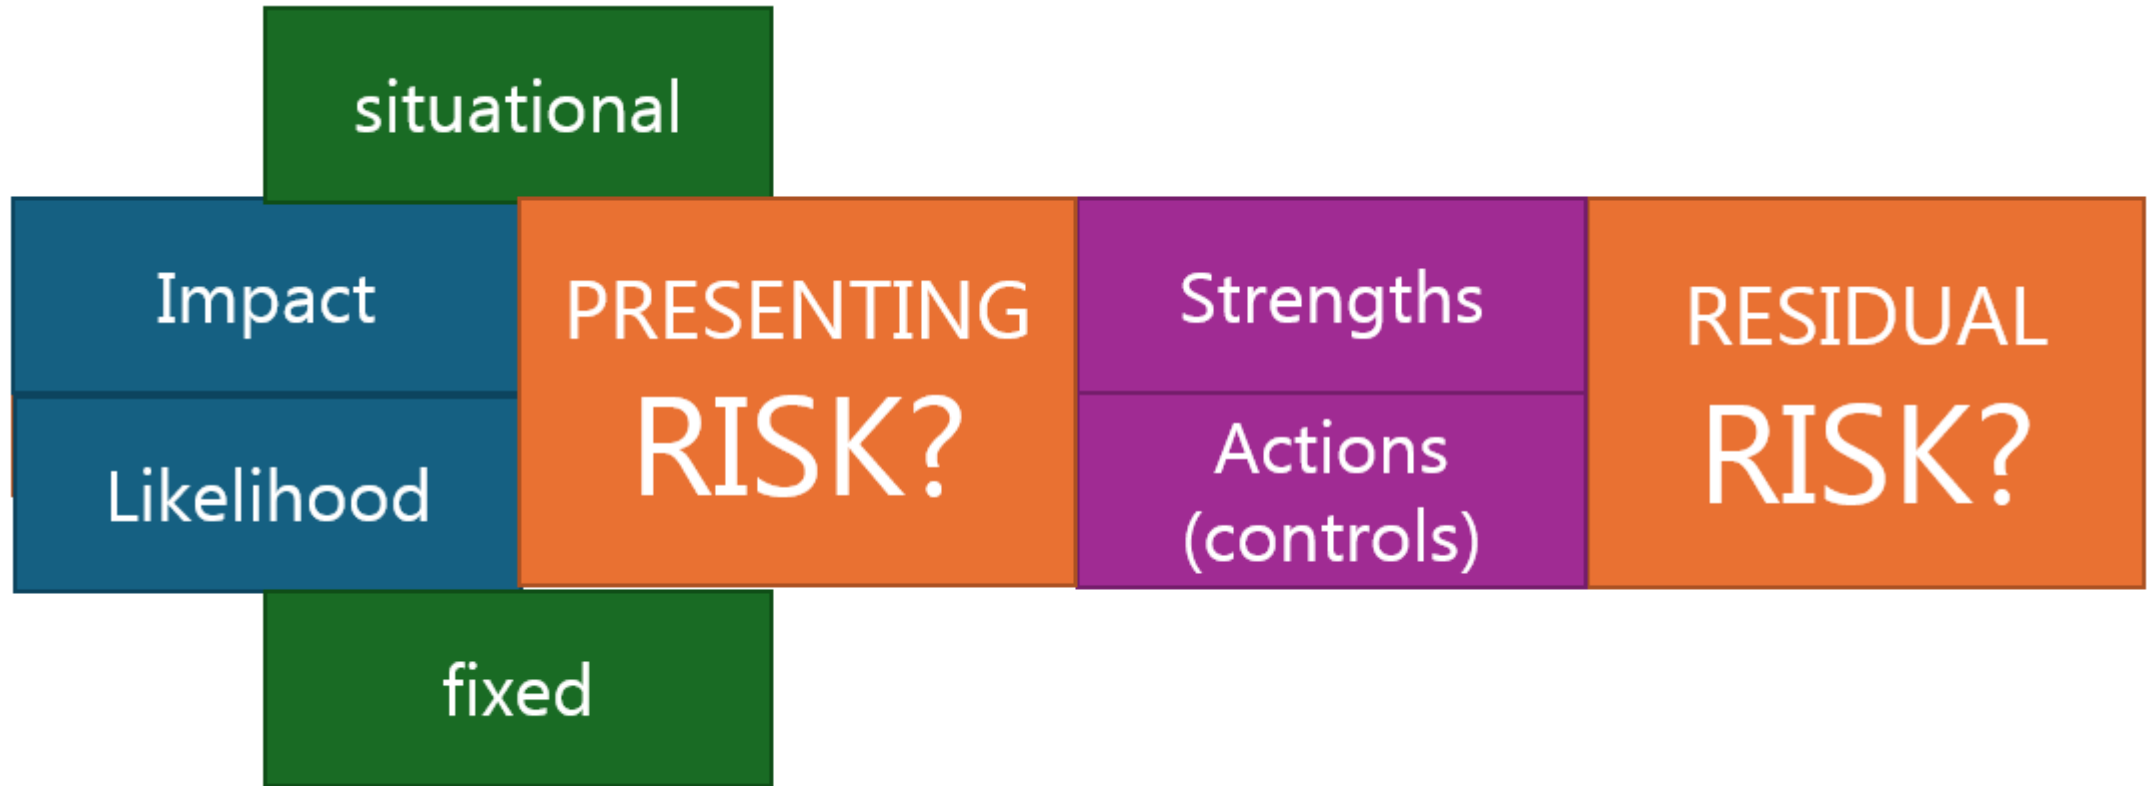 situational
Impact
Likelihood
PRESENTING
RISK?
Strengths
Actions
(controls)
RESIDUAL
RISK?
fixed